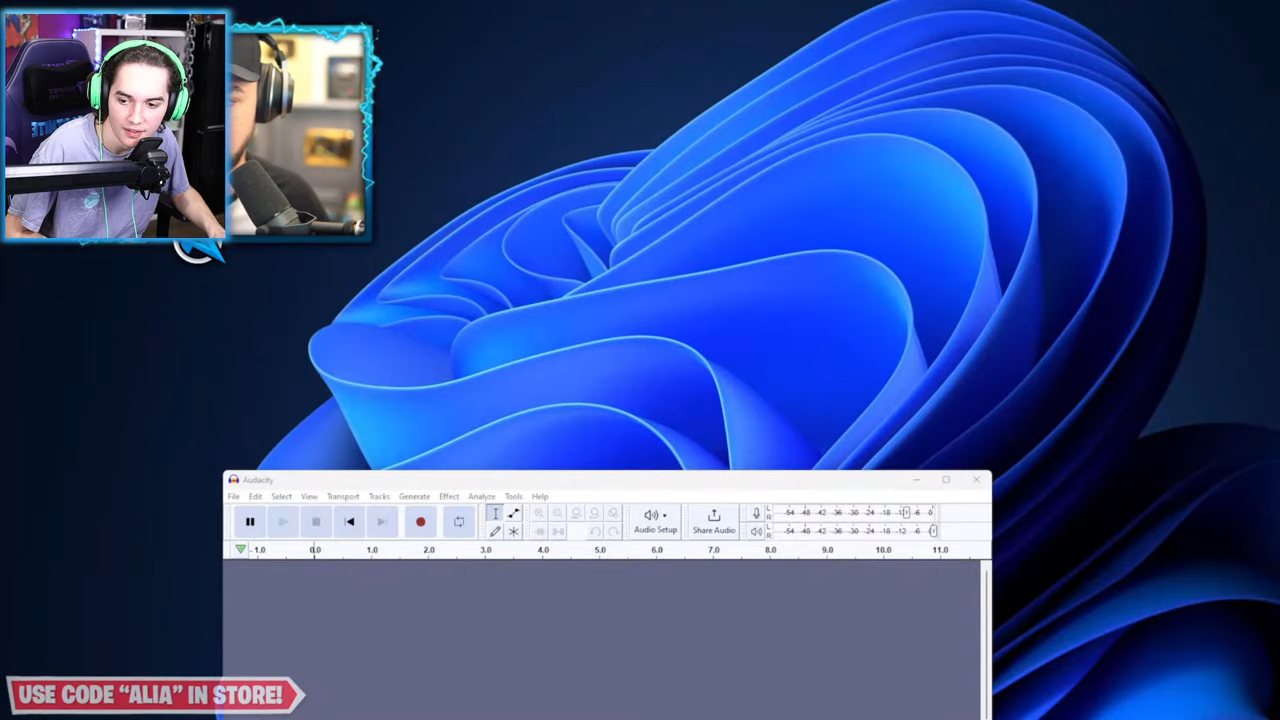 Audacity
File Edit Select View Transport Tracks Generate Effect Analyze Tools Help
Audio Setup
Share Audio
L
R
-54 -48 -42 -36 -30 -24 -18 -12 -6 0
L
R
-54 -48 -42 -36 -30 -24 -18 -12 -6 0
-1.0 0.0 1.0 2.0 3.0 4.0 5.0 6.0 7.0 8.0 9.0 10.0 11.0
USE CODE “ALIA” IN STORE!